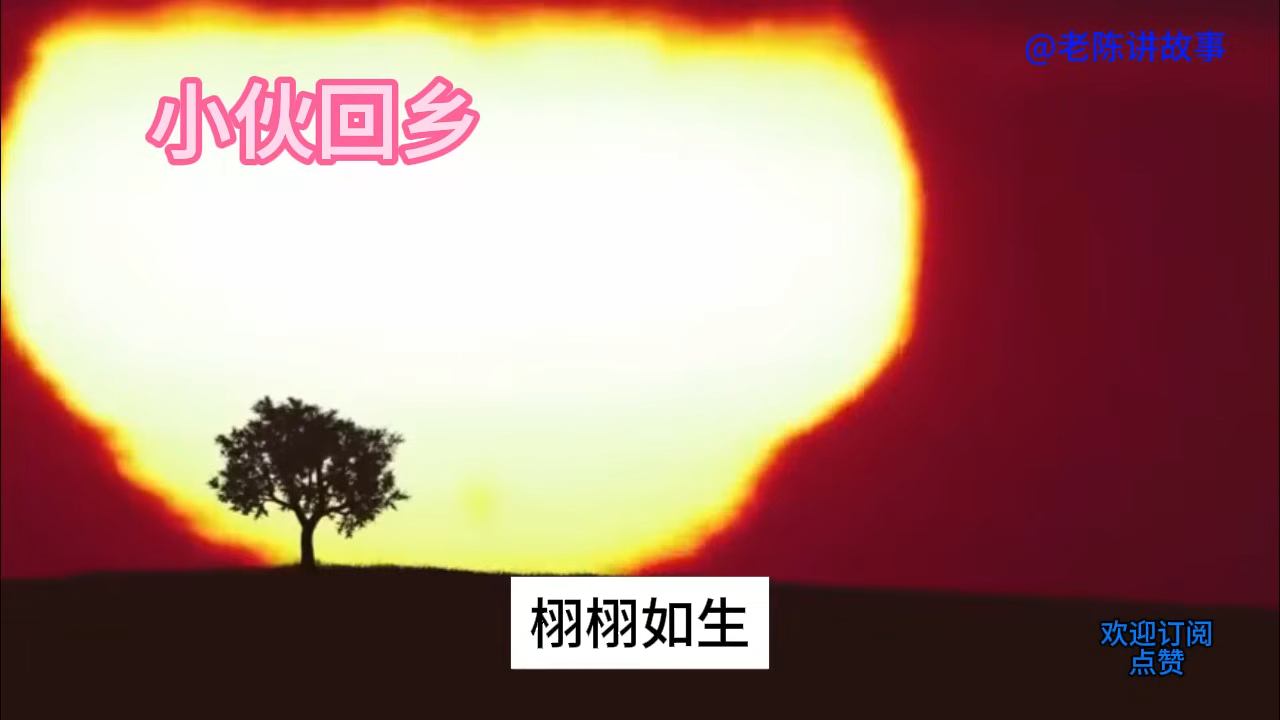 @老陈讲故事
小伙回乡
栩栩如生
欢迎订阅
点赞